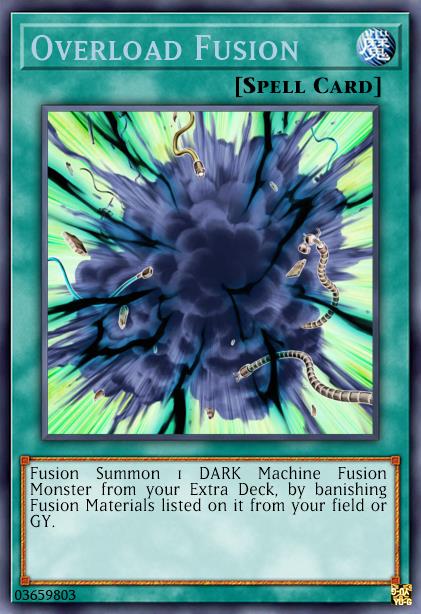 Overload Fusion
魔
[Spell Card]
Fusion Summon 1 DARK Machine Fusion
Monster from your Extra Deck, by banishing
Fusion Materials listed on it from your field or
GY.
03659803